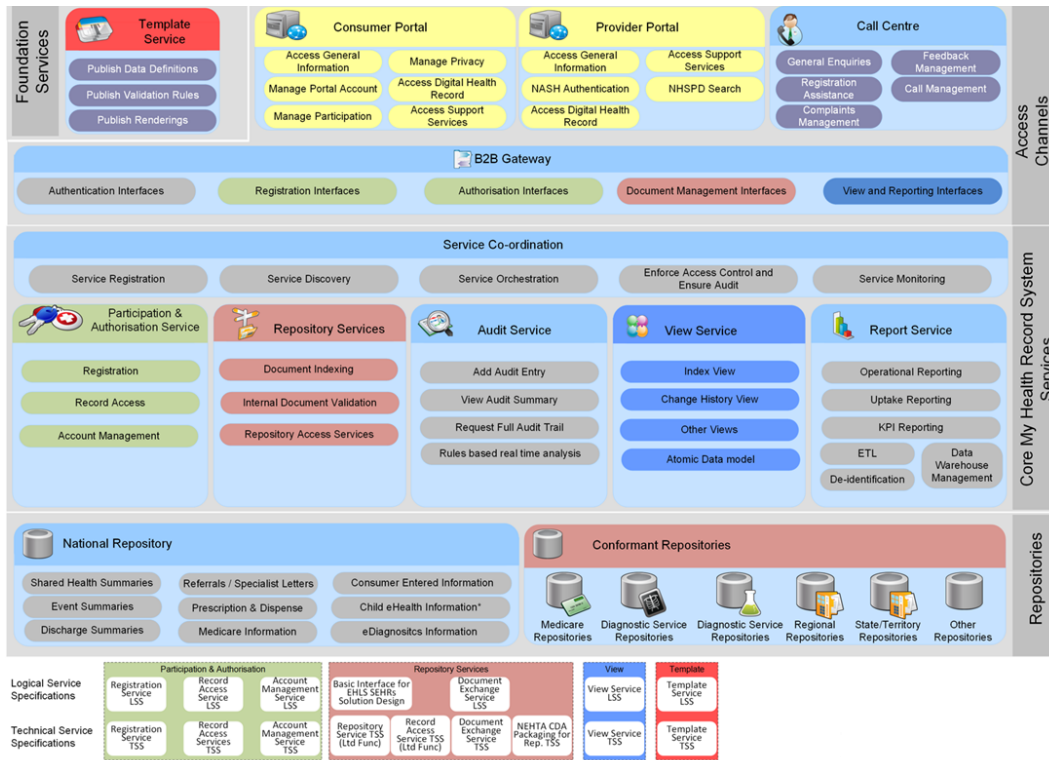 Foundation
Services
Template
Service
Publish Data Definitions
Publish Validation Rules
Publish Renderings
Consumer Portal
Access General
Information
Manage Privacy
Manage Portal Account
Access Digital Health
Record
Manage Participation
Access Support
Services
Provider Portal
Access General
Information
Access Support
Services
NASH Authentication
NHSPD Search
Access Digital Health
Record
Call Centre
General Enquiries
Feedback
Management
Registration
Assistance
Call Management
Complaints
Management
Access
Channels
B2B Gateway
Authentication Interfaces
Registration Interfaces
Authorisation Interfaces
Document Management Interfaces
View and Reporting Interfaces
Service Co-ordination
Service Registration
Service Discovery
Service Orchestration
Enforce Access Control and
Ensure Audit
Service Monitoring
Core My Health Record System
Services
Participation &
Authorisation Service
Registration
Record Access
Account Management
Repository Services
Document Indexing
Internal Document Validation
Repository Access Services
Audit Service
Add Audit Entry
View Audit Summary
Request Full Audit Trail
Rules based real time analysis
View Service
Index View
Change History View
Other Views
Atomic Data model
Report Service
Operational Reporting
Uptake Reporting
KPI Reporting
ETL
De-identification
Data
Warehouse
Management
Repositories
National Repository
Shared Health Summaries
Referrals / Specialist Letters
Consumer Entered Information
Event Summaries
Prescription & Dispense
Child eHealth Information*
Discharge Summaries
Medicare Information
eDiagnositcs Information
Conformant Repositories
Medicare
Repositories
Diagnostic Service
Repositories
Diagnostic Service
Repositories
Regional
Repositories
State/Territory
Repositories
Other
Repositories
Participation & Authorisation
Repository Services
View
Template
Logical Service
Specifications
Registration
Service
LSS
Record
Access
Service
LSS
Account
Management
Service
LSS
Basic Interface for
EHLS SEHRs
Solution Design
Document
Exchange
Service
LSS
View Service
LSS
Template
Service
LSS
Technical Service
Specifications
Registration
Service
TSS
Record
Access
Services
TSS
Account
Management
Service
TSS
Repository
Service TSS
(Ltd Func)
Record
Access
Service TSS
(Ltd Func)
Document
Exchange
Service
TSS
NEHTA CDA
Packaging for
Rep. TSS
View Service
TSS
Template
Service
TSS